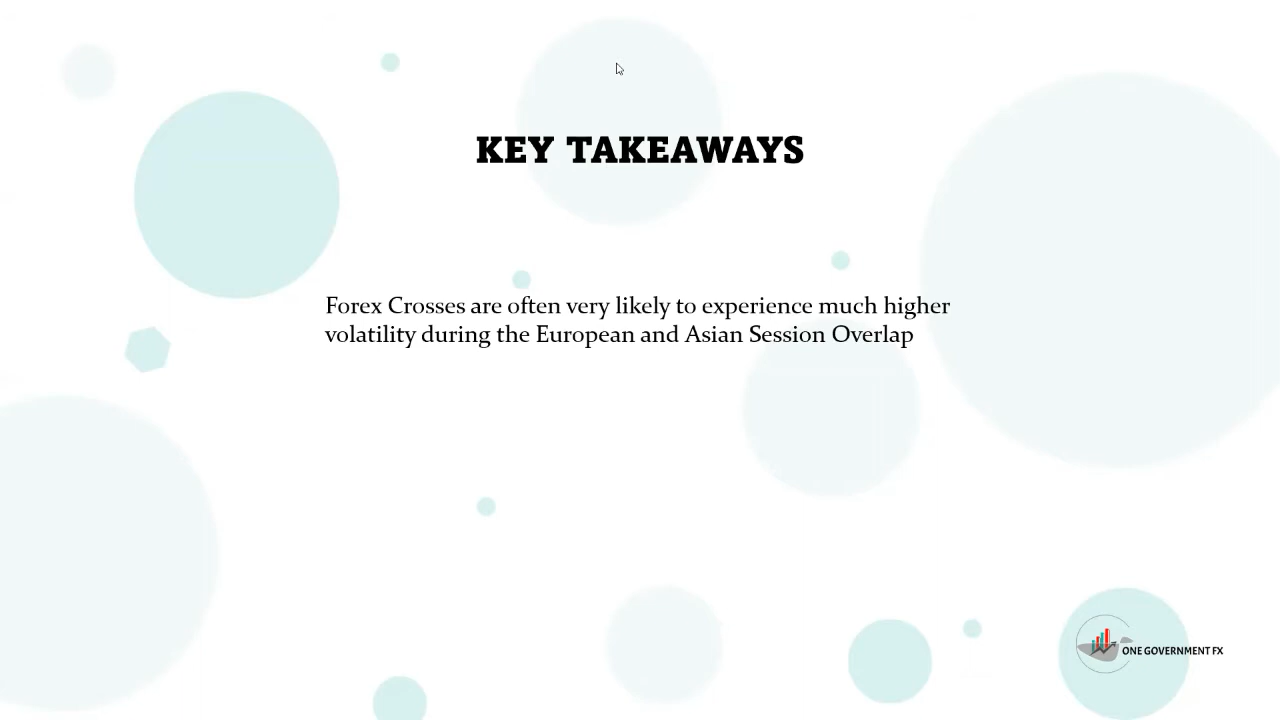 KEY TAKEAWAYS
Forex Crosses are often very likely to experience much higher
volatility during the European and Asian Session Overlap
ONE GOVERNMENT FX